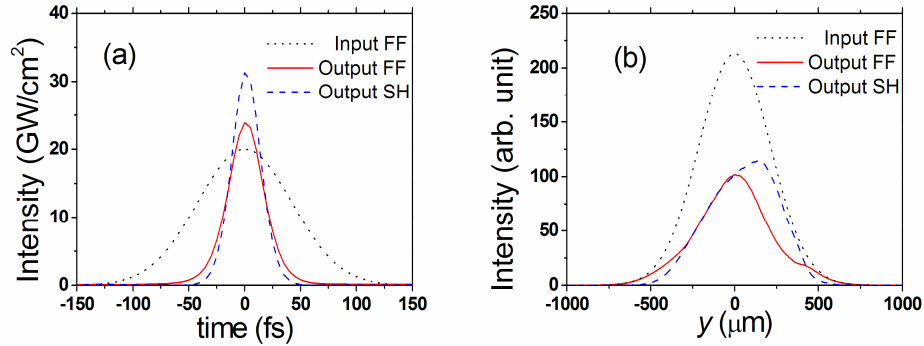 40
30
20
10
0
Intensity (GW/cm²)
(a)
Input FF
Output FF
Output SH
-150 -100 -50 0 50 100 150
time (fs)
250
200
150
100
50
0
Intensity (arb. unit)
(b)
Input FF
Output FF
Output SH
-1000 -500 0 500 1000
y (μm)